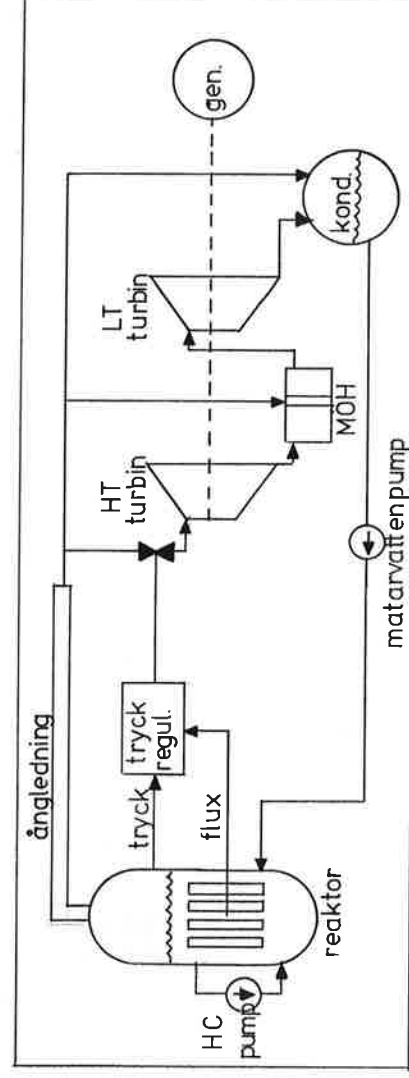 ångledning
HT
turbin
LT
turbin
gen.
tryck
tryck
regul.
flux
MÖH
kond.
HC
pump
reaktor
matarvattenpump